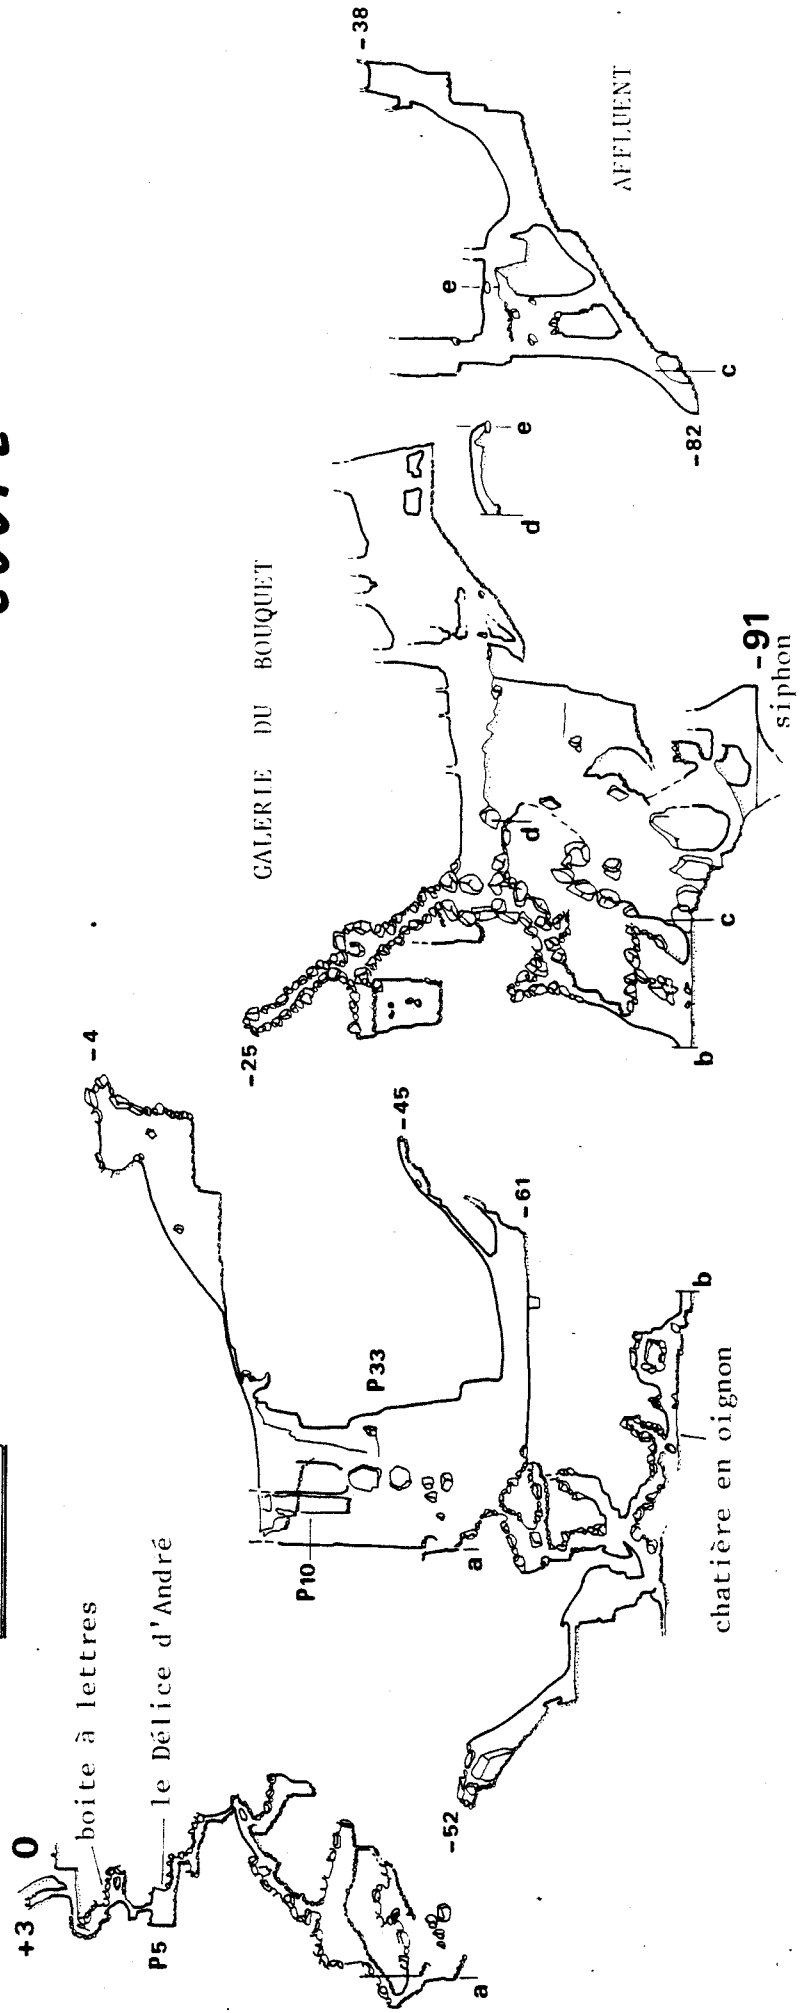 +3
0
boite à lettres
P5
le Délice d'André
a
-4
P10
P33
a
-45
-61
-52
chatière en oignon
b
-25
GALERIE DU BOUQUET
d
c
b
-91
siphon
d
e
-38
AFFLUENT
e
c
-82